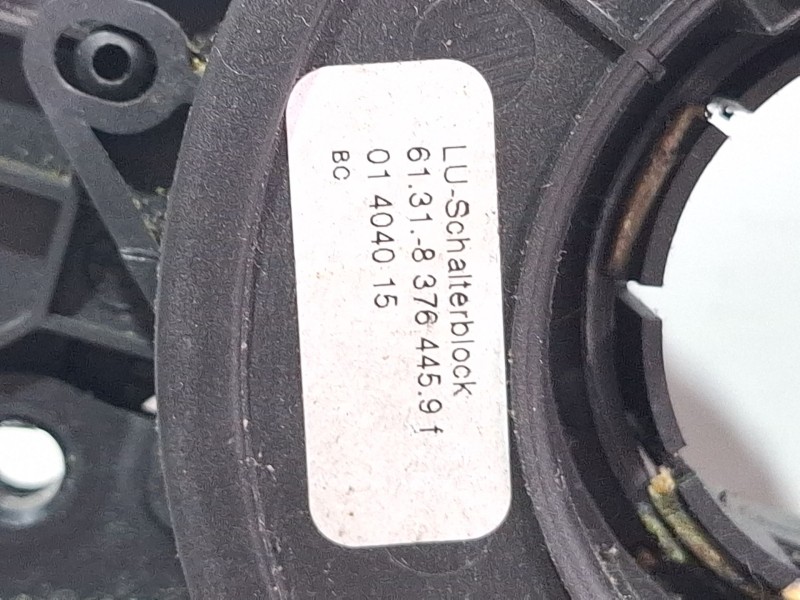 LU-Schalterblock
61.31.-8 376 445.9 f
01 4040 15
BC